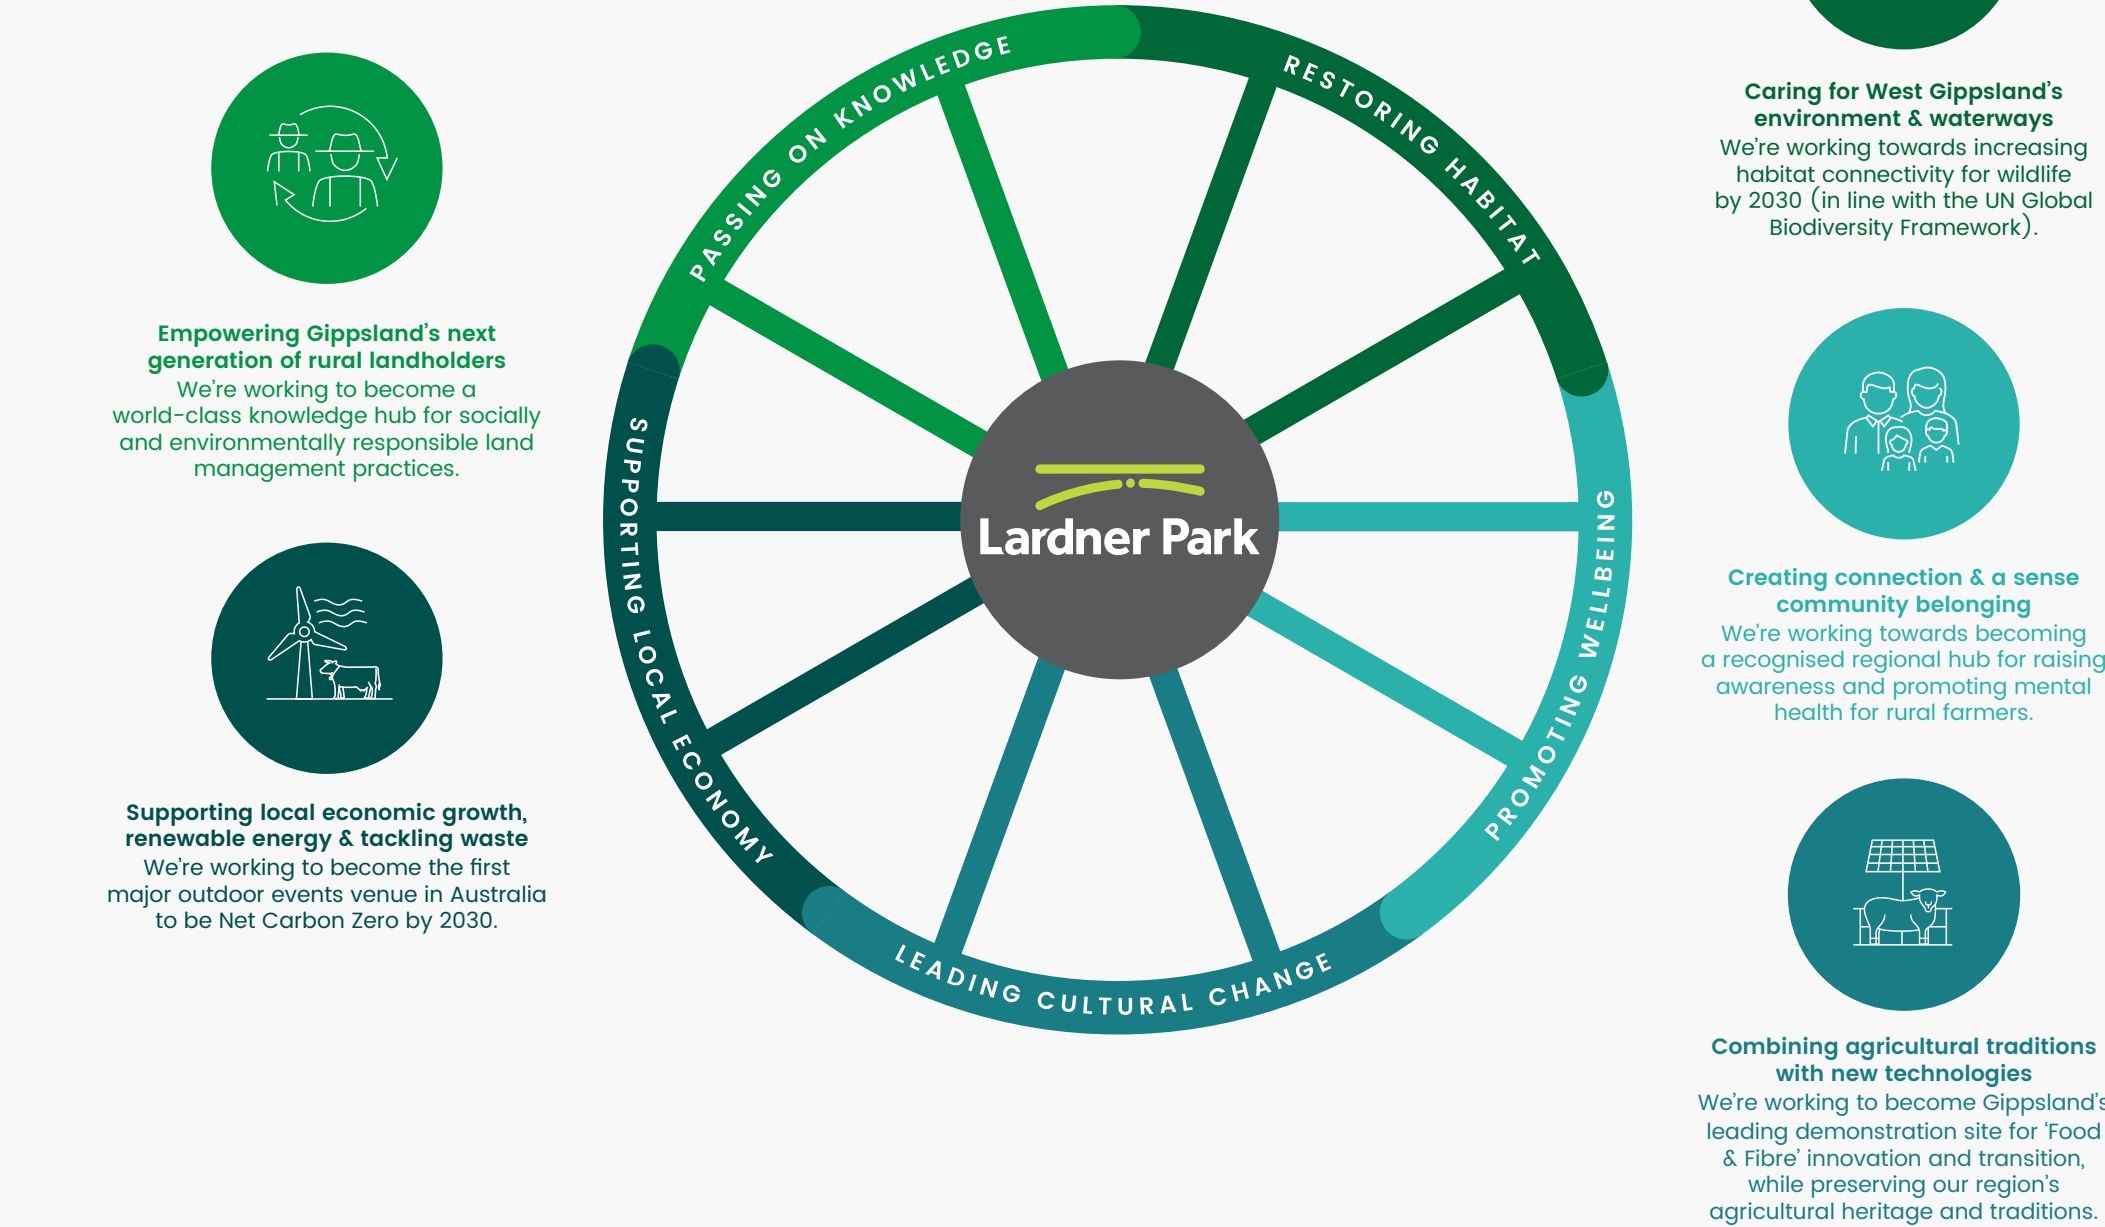 Empowering Gippsland’s next
generation of rural landholders
We’re working to become a
world-class knowledge hub for socially
and environmentally responsible land
management practices.
Supporting local economic growth,
renewable energy & tackling waste
We’re working to become the first
major outdoor events venue in Australia
to be Net Carbon Zero by 2030.
PASSING ON KNOWLEDGE
RESTORING HABITAT
PROMOTING WELLBEING
LEADING CULTURAL CHANGE
SUPPORTING LOCAL ECONOMY
Lardner Park
Caring for West Gippsland’s
environment & waterways
We’re working towards increasing
habitat connectivity for wildlife
by 2030 (in line with the UN Global
Biodiversity Framework).
Creating connection & a sense
community belonging
We’re working towards becoming
a recognised regional hub for raising
awareness and promoting mental
health for rural farmers.
Combining agricultural traditions
with new technologies
We’re working to become Gippsland’s
leading demonstration site for ‘Food
& Fibre’ innovation and transition,
while preserving our region’s
agricultural heritage and traditions.